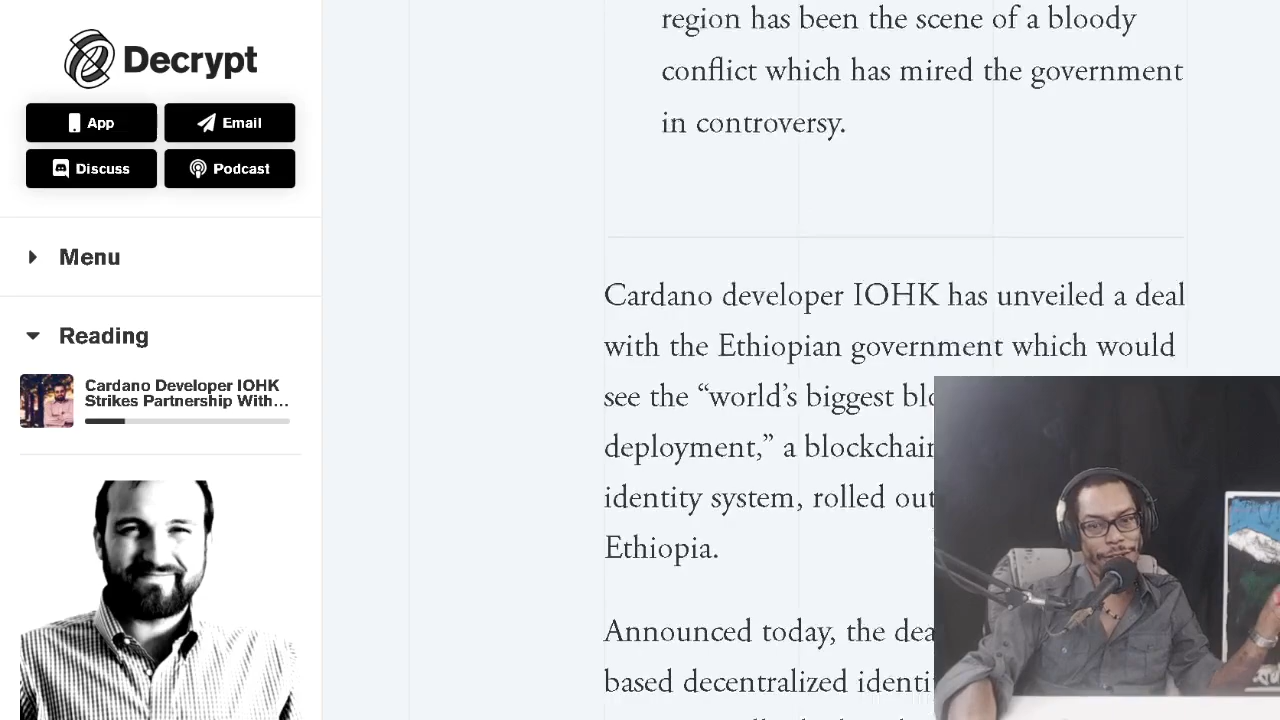 Decrypt
App
Email
Discuss
Podcast
Menu
Reading
Cardano Developer IOHK
Strikes Partnership With...
region has been the scene of a bloody
conflict which has mired the government
in controversy.
Cardano developer IOHK has unveiled a deal
with the Ethiopian government which would
see the “world’s biggest blo
deployment,” a blockchain
identity system, rolled out
Ethiopia.
Announced today, the dea
based decentralized identi